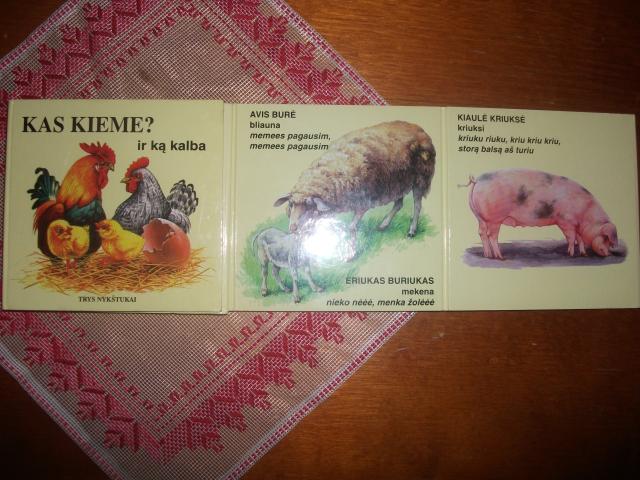 KAS KIEME?
ir ką kalba
TRYS NYKŠTUKAI
AVIS BURĖ
bliauna
memees pagausim,
memees pagausim
ERIUKAS BURIUKAS
mekena
nieko nėėė, menka žolėėė
KIAULĖ KRIUKSĖ
kriuksi
kriuku riuku, kriu kriu kriu,
storą balsą aš turiu